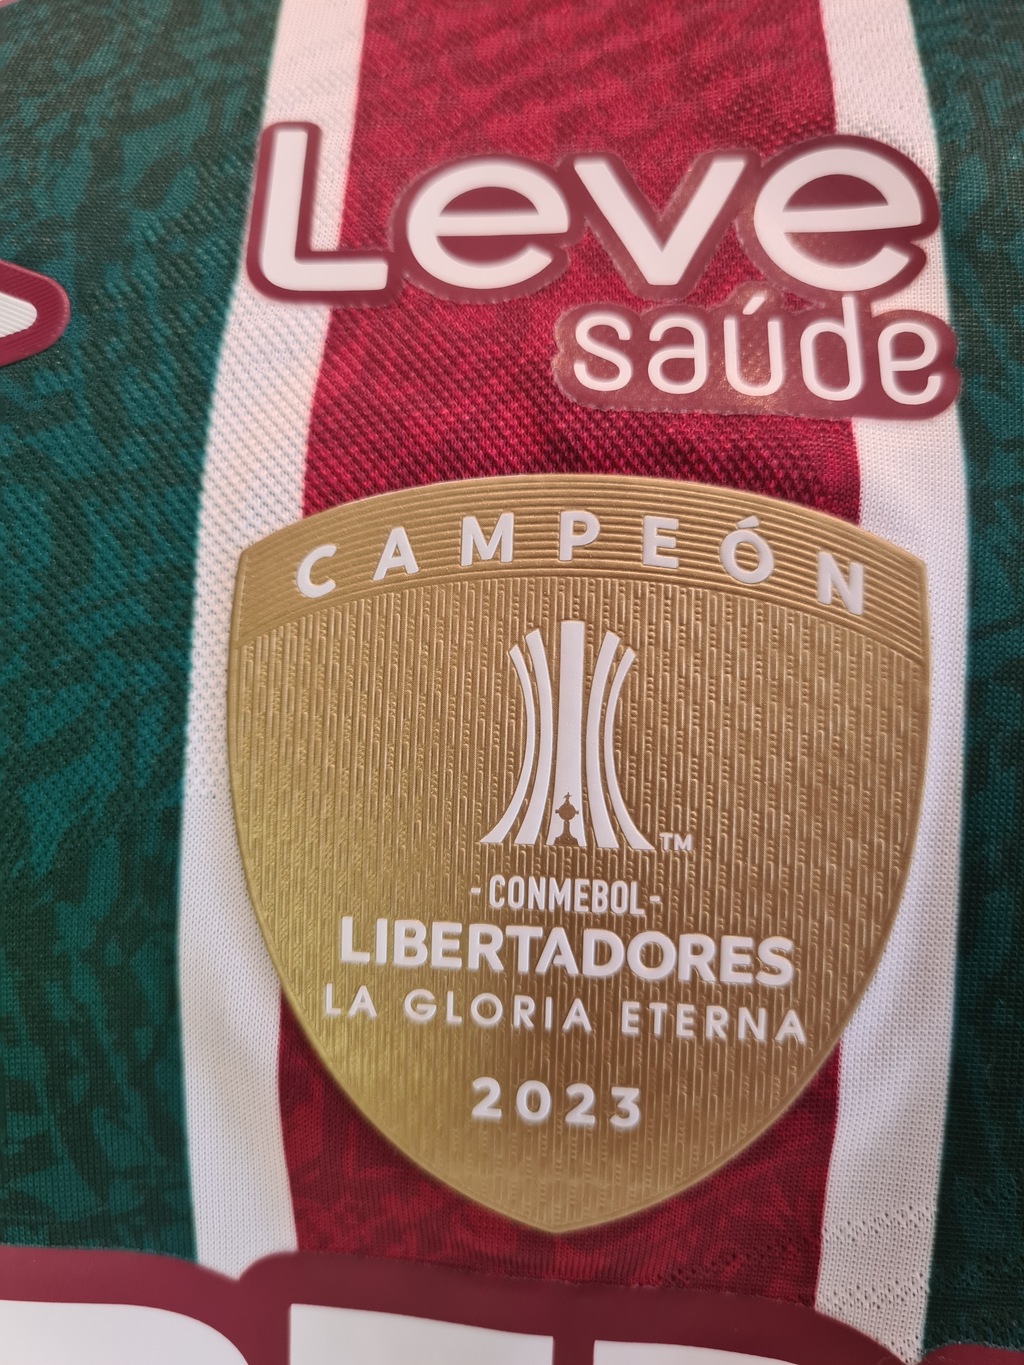 Leve
saúde
CAMPEÓN
TM
- CONMEBOL -
LIBERTADORES
LA GLORIA ETERNA
2023